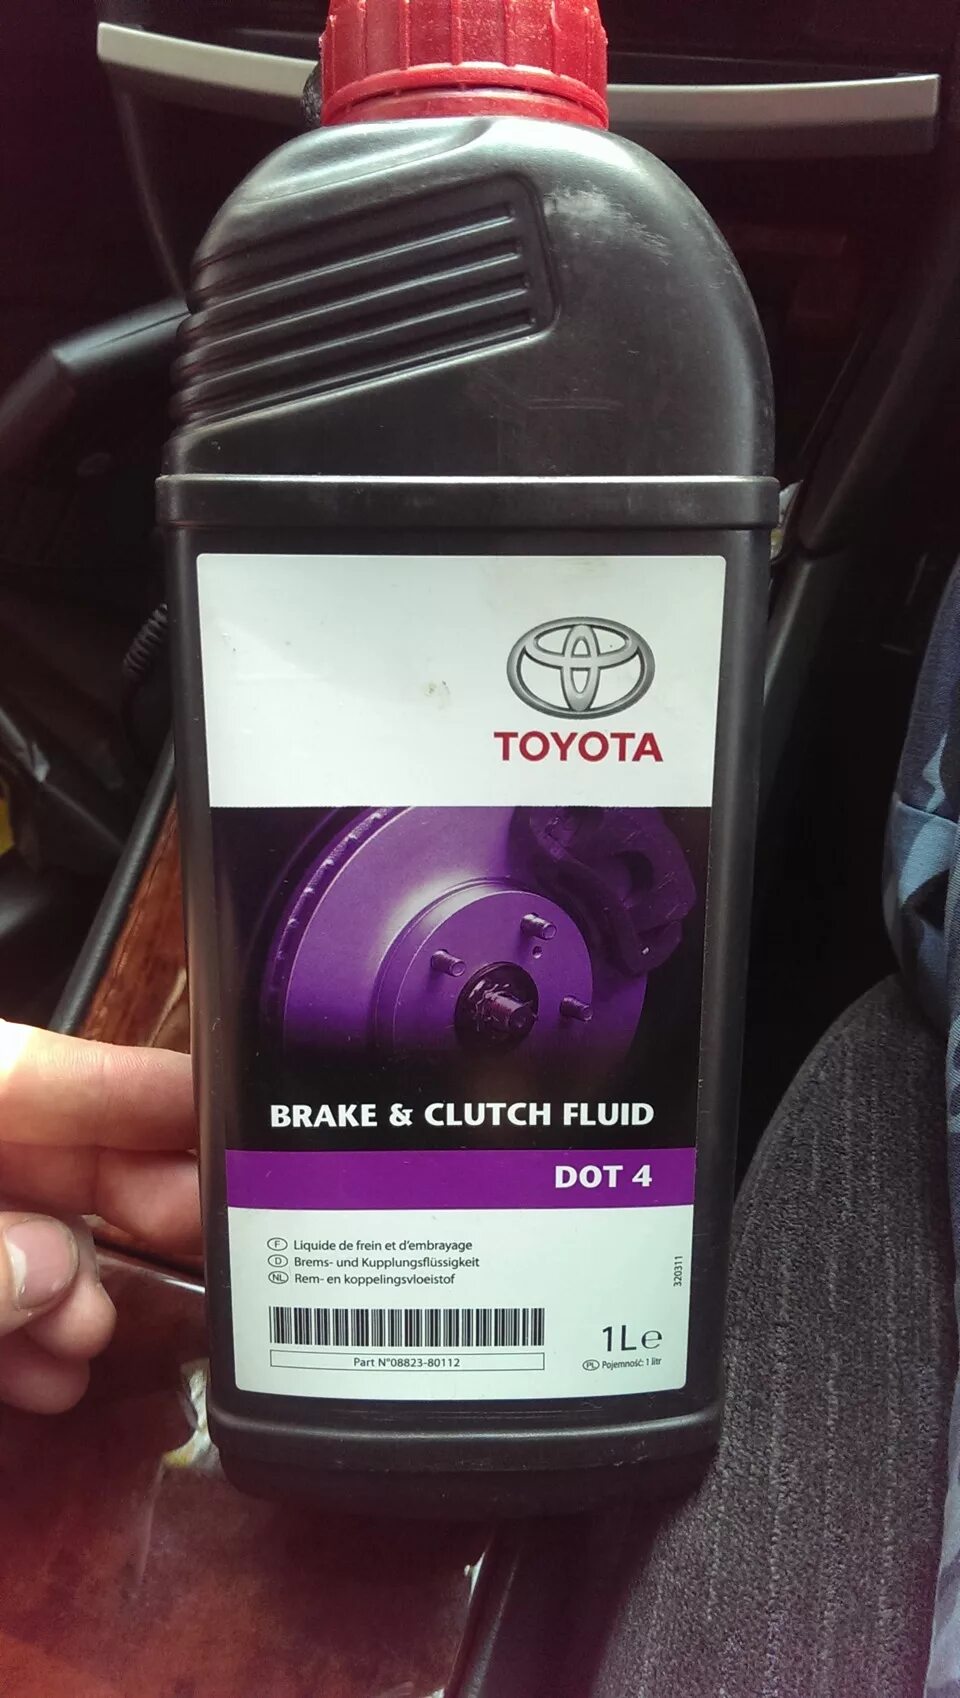 TOYOTA
BRAKE & CLUTCH FLUID
DOT 4
F Liquide de frein et d'embrayage
D Brems- und Kupplungsflüssigkeit
NL Rem- en koppelingsvloeistof
320311
Part N°08823-80112
1L e
PL Pojemność: 1 litr